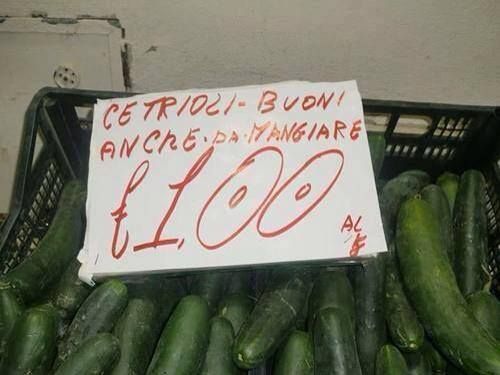 CETRIOLI-BUONI
ANCHE·DA·MANGIARE
£1,00
AL